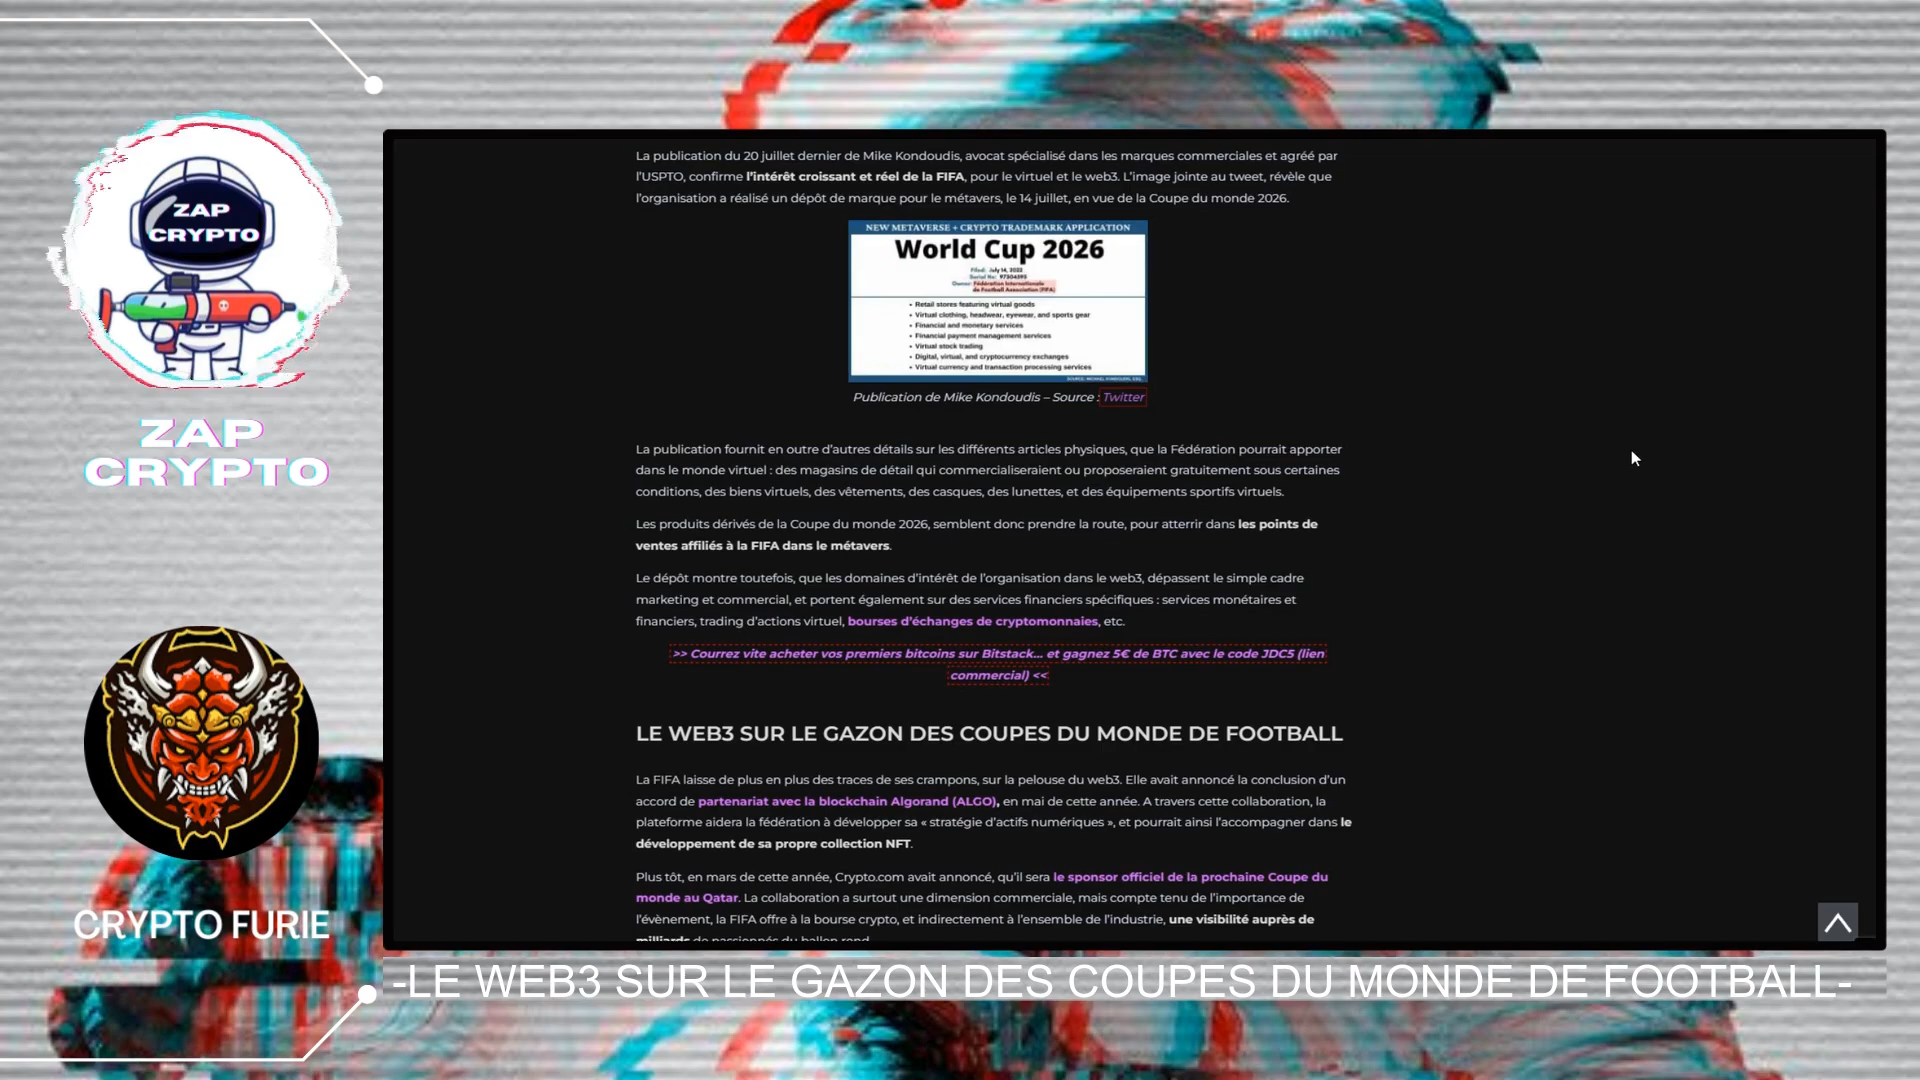 ZAP
CRYPTO
ZAP
CRYPTO
CRYPTO FURIE
La publication du 20 juillet dernier de Mike Kondoudis, avocat spécialisé dans les marques commerciales et agréé par
l'USPTO, confirme l'intérêt croissant et réel de la FIFA, pour le virtuel et le web3. L'image jointe au tweet, révèle que
l'organisation a réalisé un dépôt de marque pour le métavers, le 14 juillet, en vue de la Coupe du monde 2026.
NEW METAVERSE + CRYPTO TRADEMARK APPLICATION
World Cup 2026
Filed: July 14, 2022
Serial No: 97504593
Owner: Fédération Internationale
de Football Association (FIFA)
• Retail stores featuring virtual goods
• Virtual clothing, headwear, eyewear, and sports gear
• Financial and monetary services
• Financial payment management services
• Virtual stock trading
• Digital, virtual, and cryptocurrency exchanges
• Virtual currency and transaction processing services
Publication de Mike Kondoudis – Source : Twitter
La publication fournit en outre d'autres détails sur les différents articles physiques, que la Fédération pourrait apporter
dans le monde virtuel : des magasins de détail qui commercialiseraient ou proposeraient gratuitement sous certaines
conditions, des biens virtuels, des vêtements, des casques, des lunettes, et des équipements sportifs virtuels.
Les produits dérivés de la Coupe du monde 2026, semblent donc prendre la route, pour atterrir dans les points de
ventes affiliés à la FIFA dans le métavers.
Le dépôt montre toutefois, que les domaines d'intérêt de l'organisation dans le web3, dépassent le simple cadre
marketing et commercial, et portent également sur des services financiers spécifiques : services monétaires et
financiers, trading d'actions virtuel, bourses d'échanges de cryptomonnaies, etc.
>> Courrez vite acheter vos premiers bitcoins sur Bitstack… et gagnez 5€ de BTC avec le code JDC5 (lien
commercial) <<
LE WEB3 SUR LE GAZON DES COUPES DU MONDE DE FOOTBALL
La FIFA laisse de plus en plus des traces de ses crampons, sur la pelouse du web3. Elle avait annoncé la conclusion d'un
accord de partenariat avec la blockchain Algorand (ALGO), en mai de cette année. A travers cette collaboration, la
plateforme aidera la fédération à développer sa « stratégie d'actifs numériques », et pourrait ainsi l'accompagner dans le
développement de sa propre collection NFT.
Plus tôt, en mars de cette année, Crypto.com avait annoncé, qu'il sera le sponsor officiel de la prochaine Coupe du
monde au Qatar. La collaboration a surtout une dimension commerciale, mais compte tenu de l'importance de
l'évènement, la FIFA offre à la bourse crypto, et indirectement à l'ensemble de l'industrie, une visibilité auprès de
milliards de passionnés du ballon rond.
-LE WEB3 SUR LE GAZON DES COUPES DU MONDE DE FOOTBALL-